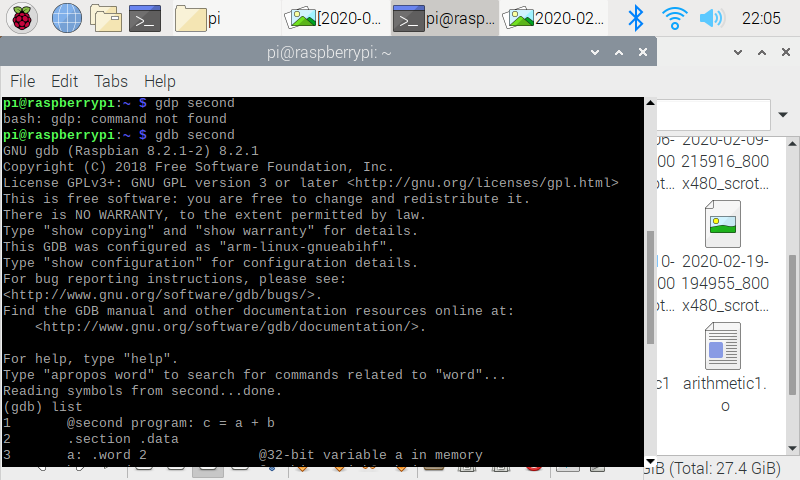 pi
[2020-0...
pi@rasp...
2020-02...
22:05
pi@raspberrypi: ~
File Edit Tabs Help
pi@raspberrypi:~ $ gdp second
bash: gdp: command not found
pi@raspberrypi:~ $ gdb second
GNU gdb (Raspbian 8.2.1-2) 8.2.1
Copyright (C) 2018 Free Software Foundation, Inc.
License GPLv3+: GNU GPL version 3 or later <http://gnu.org/licenses/gpl.html>
This is free software: you are free to change and redistribute it.
There is NO WARRANTY, to the extent permitted by law.
Type "show copying" and "show warranty" for details.
This GDB was configured as "arm-linux-gnueabihf".
Type "show configuration" for configuration details.
For bug reporting instructions, please see:
<http://www.gnu.org/software/gdb/bugs/>.
Find the GDB manual and other documentation resources online at:
    <http://www.gnu.org/software/gdb/documentation/>.
For help, type "help".
Type "apropos word" to search for commands related to "word"...
Reading symbols from second...done.
(gdb) list
1       @second program: c = a + b
2       .section .data
3       a: .word 2              @32-bit variable a in memory
2020-02-09-
215916_800
x480_scrot...
2020-02-19-
194955_800
x480_scrot...
arithmetic1.
o
GiB (Total: 27.4 GiB)